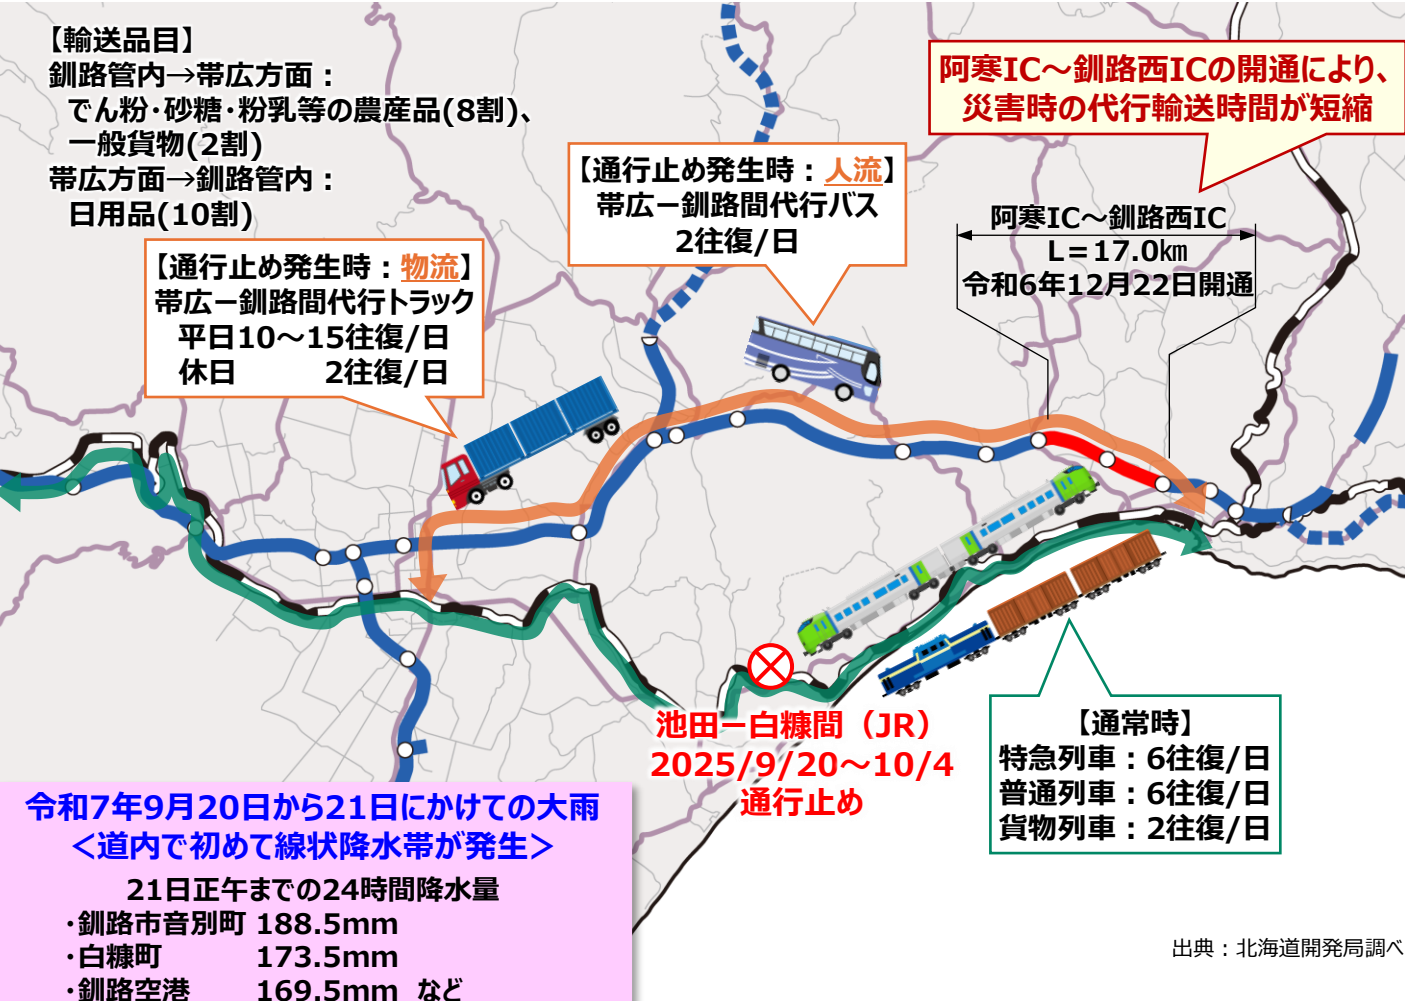 【輸送品目】
釧路管内→帯広方面：
でん粉・砂糖・粉乳等の農産品(8割)、
一般貨物(2割)
帯広方面→釧路管内：
日用品(10割)
阿寒IC～釧路西ICの開通により、
災害時の代行輸送時間が短縮
【通行止め発生時：人流】
帯広ー釧路間代行バス
2往復/日
阿寒IC～釧路西IC
L＝17.0㎞
令和6年12月22日開通
【通行止め発生時：物流】
帯広ー釧路間代行トラック
平日10～15往復/日
休日　　　2往復/日
池田ー白糠間（JR）
2025/9/20～10/4
通行止め
【通常時】
特急列車：6往復/日
普通列車：6往復/日
貨物列車：2往復/日
令和7年9月20日から21日にかけての大雨
＜道内で初めて線状降水帯が発生＞
21日正午までの24時間降水量
・釧路市音別町 188.5mm
・白糠町　　　 173.5mm
・釧路空港　　 169.5mm など
出典：北海道開発局調べ